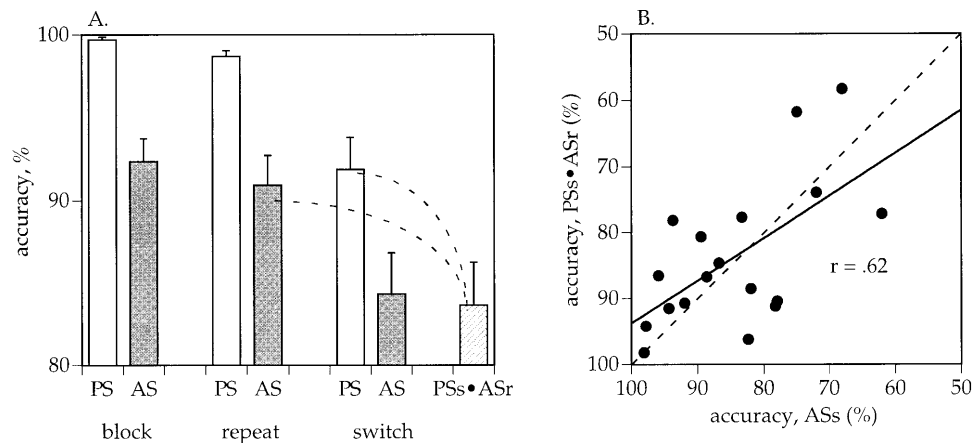 A.
100
90
80
accuracy, %
PS AS PS AS PS AS PSs•ASr
block repeat switch
B.
50
60
70
80
90
100
accuracy, PSs•ASr (%)
r = .62
100 90 80 70 60 50
accuracy, ASs (%)